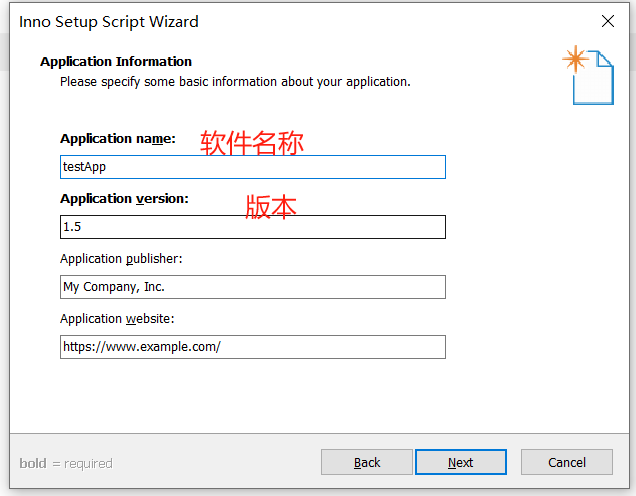 Inno Setup Script Wizard
Application Information
Please specify some basic information about your application.
Application name: 软件名称
testApp
Application version: 版本
1.5
Application publisher:
My Company, Inc.
Application website:
https://www.example.com/
bold = required
Back Next Cancel